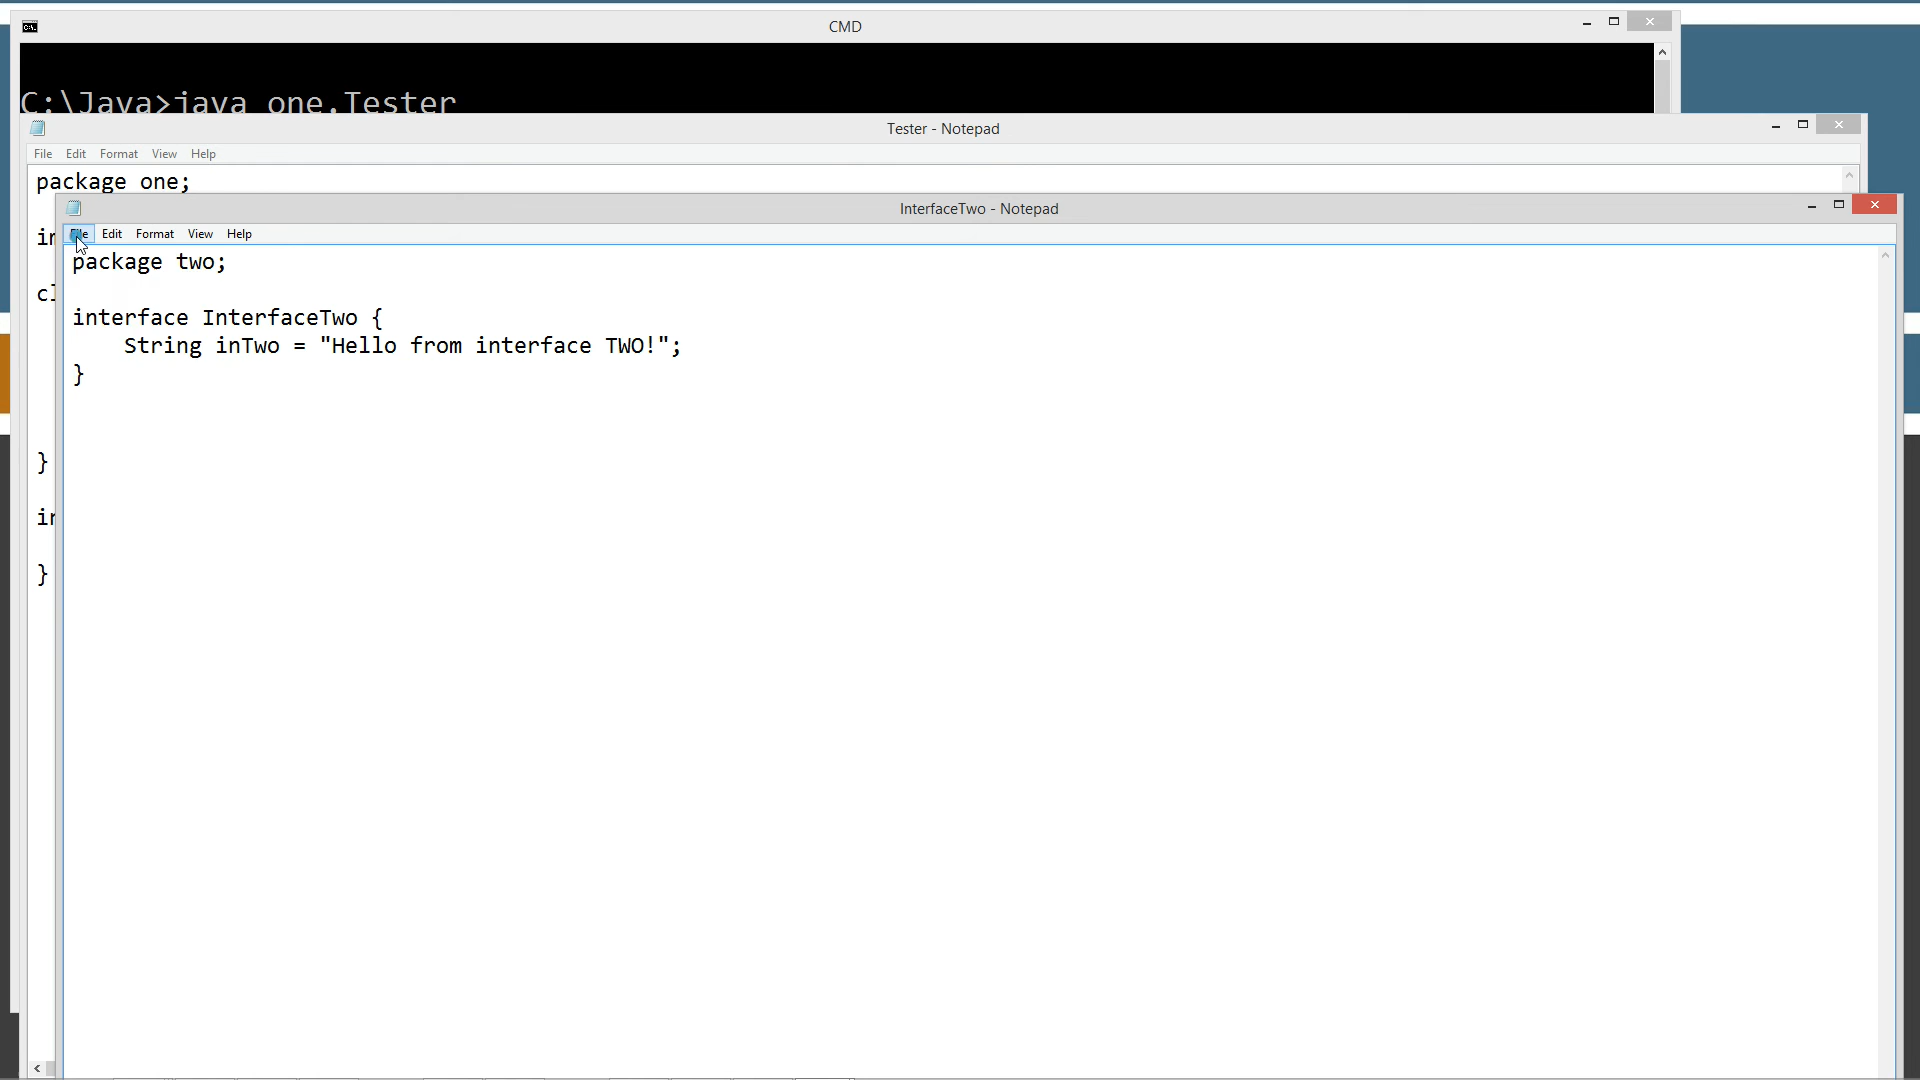 CMD
C:\Java>java one.Tester
Tester - Notepad
File Edit Format View Help
package one;
InterfaceTwo - Notepad
File Edit Format View Help
package two;
interface InterfaceTwo {
String inTwo = "Hello from interface TWO!";
}
}
}